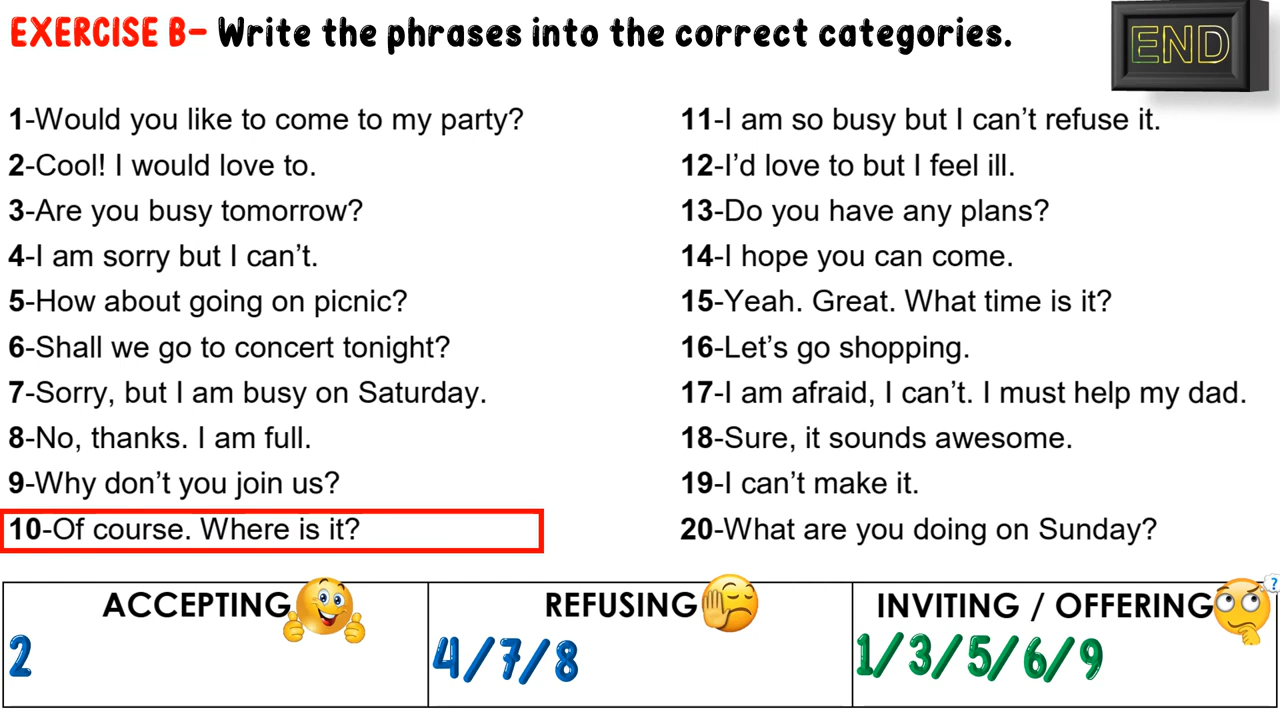 EXERCISE B- Write the phrases into the correct categories.
END
1-Would you like to come to my party?
2-Cool! I would love to.
3-Are you busy tomorrow?
4-I am sorry but I can’t.
5-How about going on picnic?
6-Shall we go to concert tonight?
7-Sorry, but I am busy on Saturday.
8-No, thanks. I am full.
9-Why don’t you join us?
10-Of course. Where is it?
11-I am so busy but I can’t refuse it.
12-I’d love to but I feel ill.
13-Do you have any plans?
14-I hope you can come.
15-Yeah. Great. What time is it?
16-Let’s go shopping.
17-I am afraid, I can’t. I must help my dad.
18-Sure, it sounds awesome.
19-I can’t make it.
20-What are you doing on Sunday?
ACCEPTING
2
REFUSING
4/7/8
INVITING / OFFERING
?
1/3/5/6/9